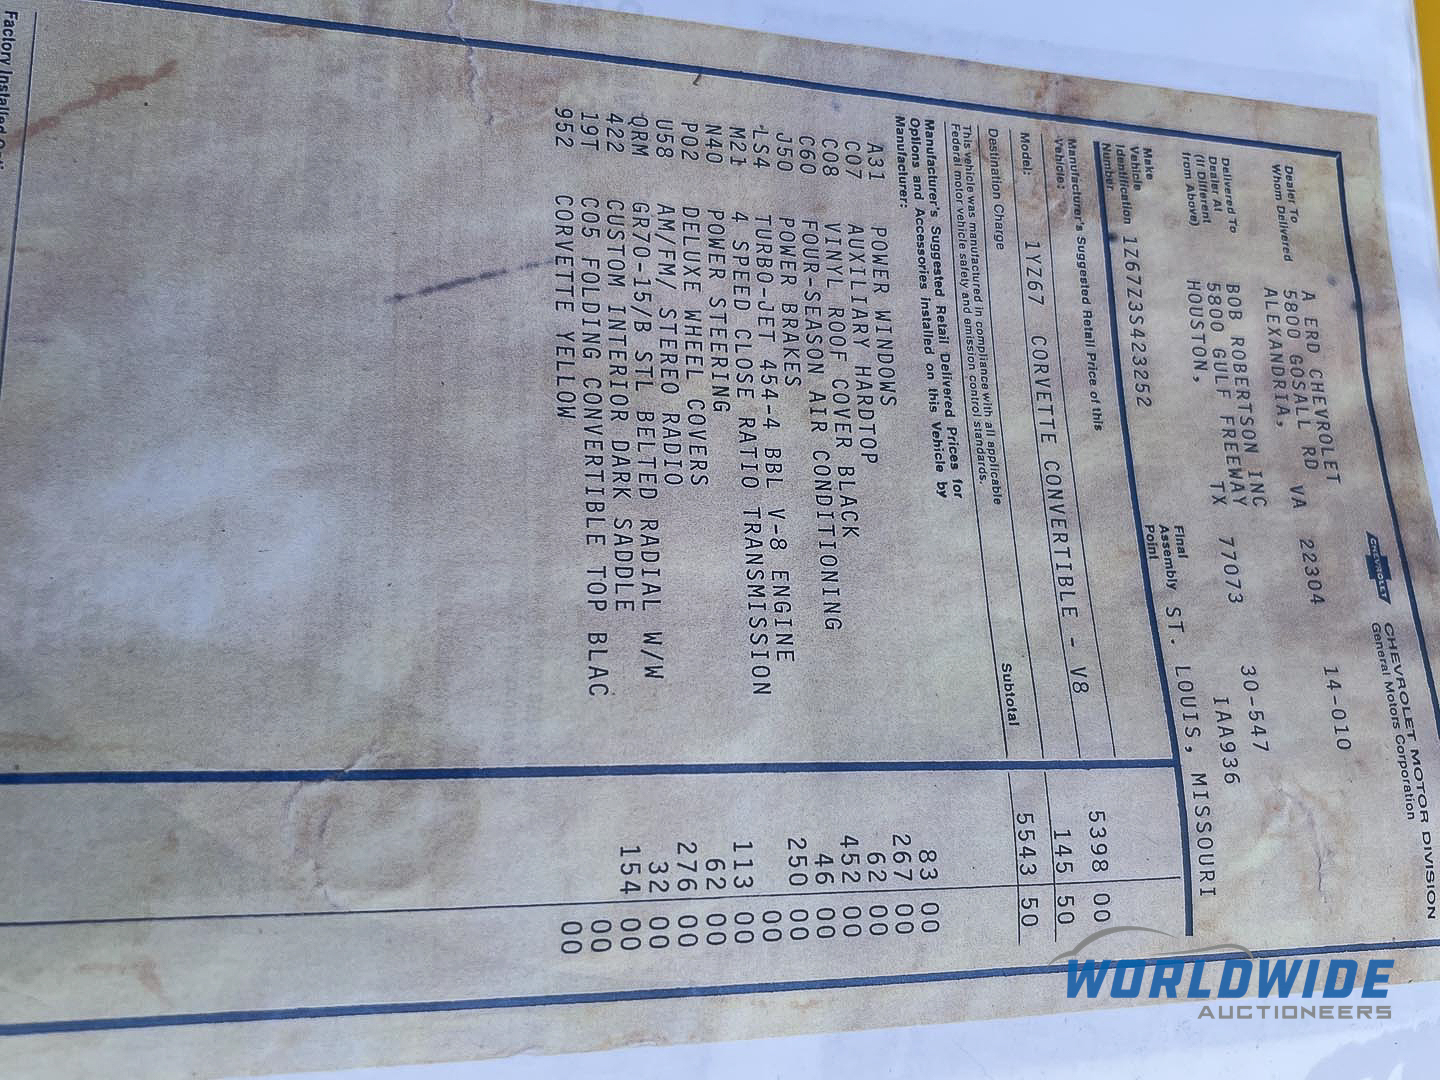 CHEVROLET
CHEVROLET MOTOR DIVISION
General Motors Corporation
Dealer To Whom Delivered
A ERD CHEVROLET 14-010
5800 GOSALL RD
ALEXANDRIA, VA 22304
Delivered To Dealer At (If Different from Above)
BOB ROBERTSON INC 30-547
5800 GULF FREEWAY
HOUSTON, TX 77073 IAA936
Make
Vehicle Identification Number 1Z67Z3S423252
Final Assembly Point ST. LOUIS, MISSOURI
Manufacturer's Suggested Retail Price of this Vehicle:
Model: 1YZ67 CORVETTE CONVERTIBLE - V8 5398 00
Destination Charge 145 50
This vehicle was manufactured in compliance with all applicable
Federal motor vehicle safety and emission control standards.
Subtotal 5543 50
Manufacturer's Suggested Retail Delivered Prices for
Options and Accessories installed on this Vehicle by
Manufacturer:
A31 POWER WINDOWS 83 00
C07 AUXILIARY HARDTOP 267 00
C08 VINYL ROOF COVER BLACK 62 00
C60 FOUR-SEASON AIR CONDITIONING 452 00
J50 POWER BRAKES 46 00
LS4 TURBO-JET 454-4 BBL V-8 ENGINE 250 00
M21 4 SPEED CLOSE RATIO TRANSMISSION 00
N40 POWER STEERING 113 00
P02 DELUXE WHEEL COVERS 62 00
U58 AM/FM/ STEREO RADIO 276 00
QRM GR70-15/B STL BELTED RADIAL W/W 32 00
422 CUSTOM INTERIOR DARK SADDLE 154 00
19T C05 FOLDING CONVERTIBLE TOP BLAC 00
952 CORVETTE YELLOW 00
Factory Installed
WORLDWIDE
AUCTIONEERS